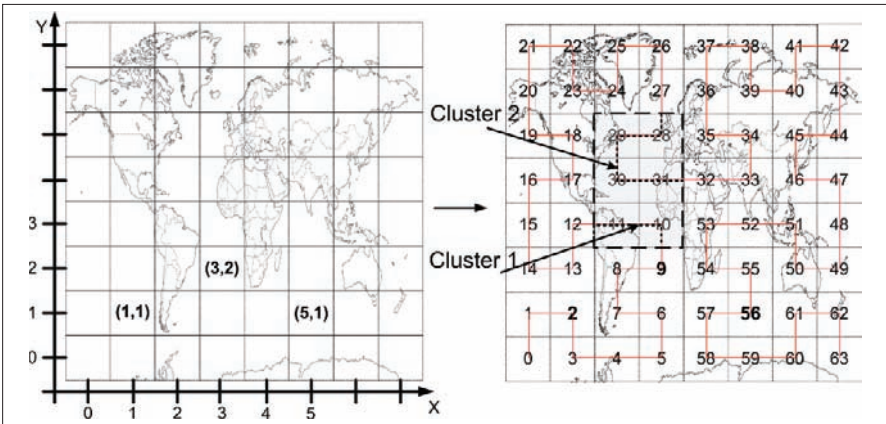 Y
3
2
1
0
(3,2)
(1,1) (5,1)
0 1 2 3 4 5 X
Cluster 2
Cluster 1
21 22 25 26 37 38 41 42
20 23 24 27 36 39 40 43
19 18 29 28 35 34 45 44
16 17 30 31 32 33 46 47
15 12 11 10 53 52 51 48
14 13 8 9 54 55 50 49
1 2 7 6 57 56 61 62
0 3 4 5 58 59 60 63